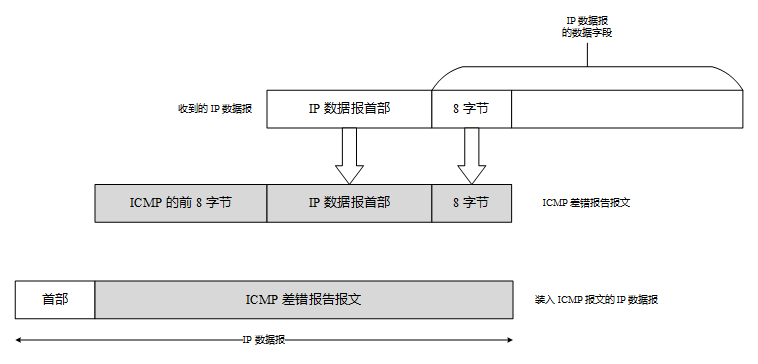 IP 数据报
的数据字段
收到的 IP 数据报
IP 数据报首部
8 字节
ICMP 的前 8 字节
IP 数据报首部
8 字节
ICMP 差错报告报文
首部
ICMP 差错报告报文
装入 ICMP 报文的 IP 数据报
IP 数据报